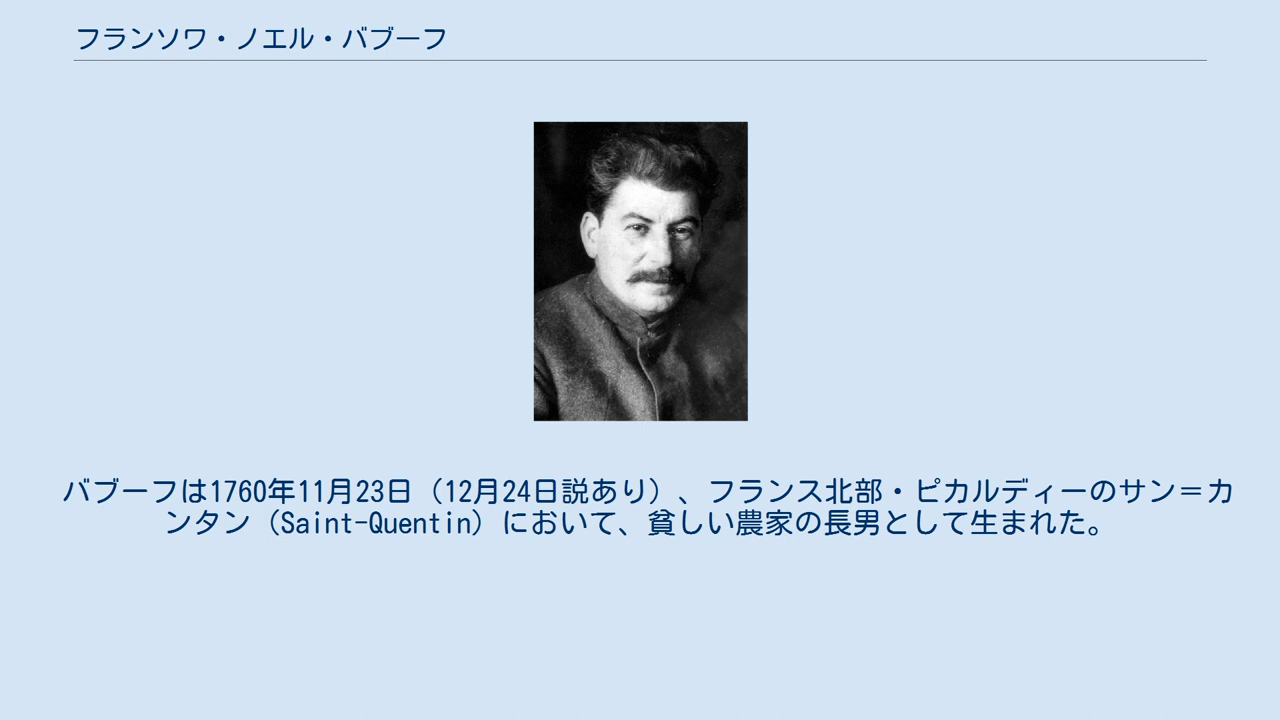 フランソワ・ノエル・バブーフ
バブーフは1760年11月23日（12月24日説あり）、フランス北部・ピカルディーのサン＝カ
ンタン（Saint-Quentin）において、貧しい農家の長男として生まれた。